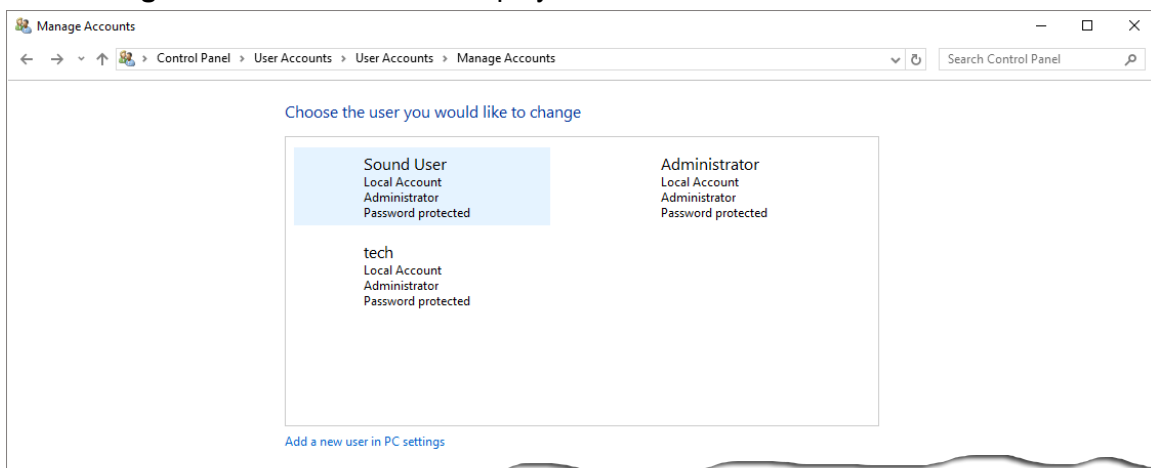 Manage Accounts
Control Panel > User Accounts > User Accounts > Manage Accounts
Search Control Panel
Choose the user you would like to change
Sound User
Local Account
Administrator
Password protected
Administrator
Local Account
Administrator
Password protected
tech
Local Account
Administrator
Password protected
Add a new user in PC settings